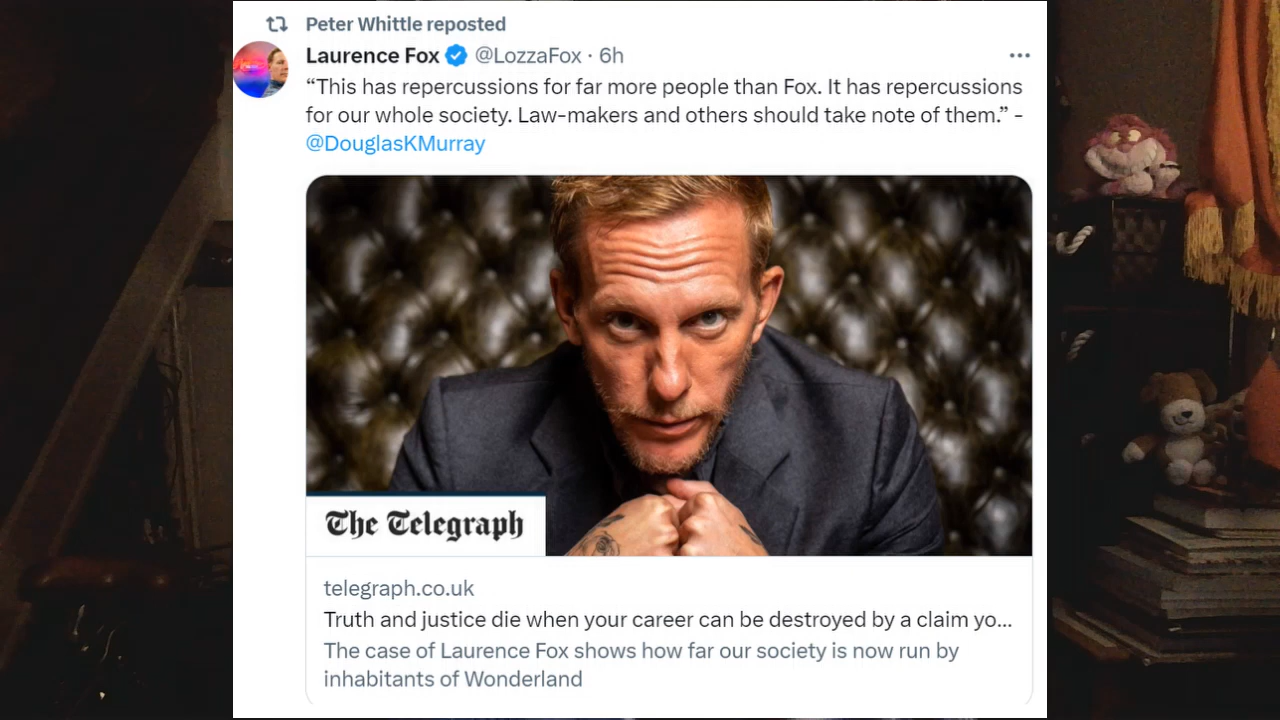 Peter Whittle reposted
Laurence Fox @LozzaFox · 6h
“This has repercussions for far more people than Fox. It has repercussions
for our whole society. Law-makers and others should take note of them.” -
@DouglasKMurray
The Telegraph
telegraph.co.uk
Truth and justice die when your career can be destroyed by a claim yo...
The case of Laurence Fox shows how far our society is now run by
inhabitants of Wonderland